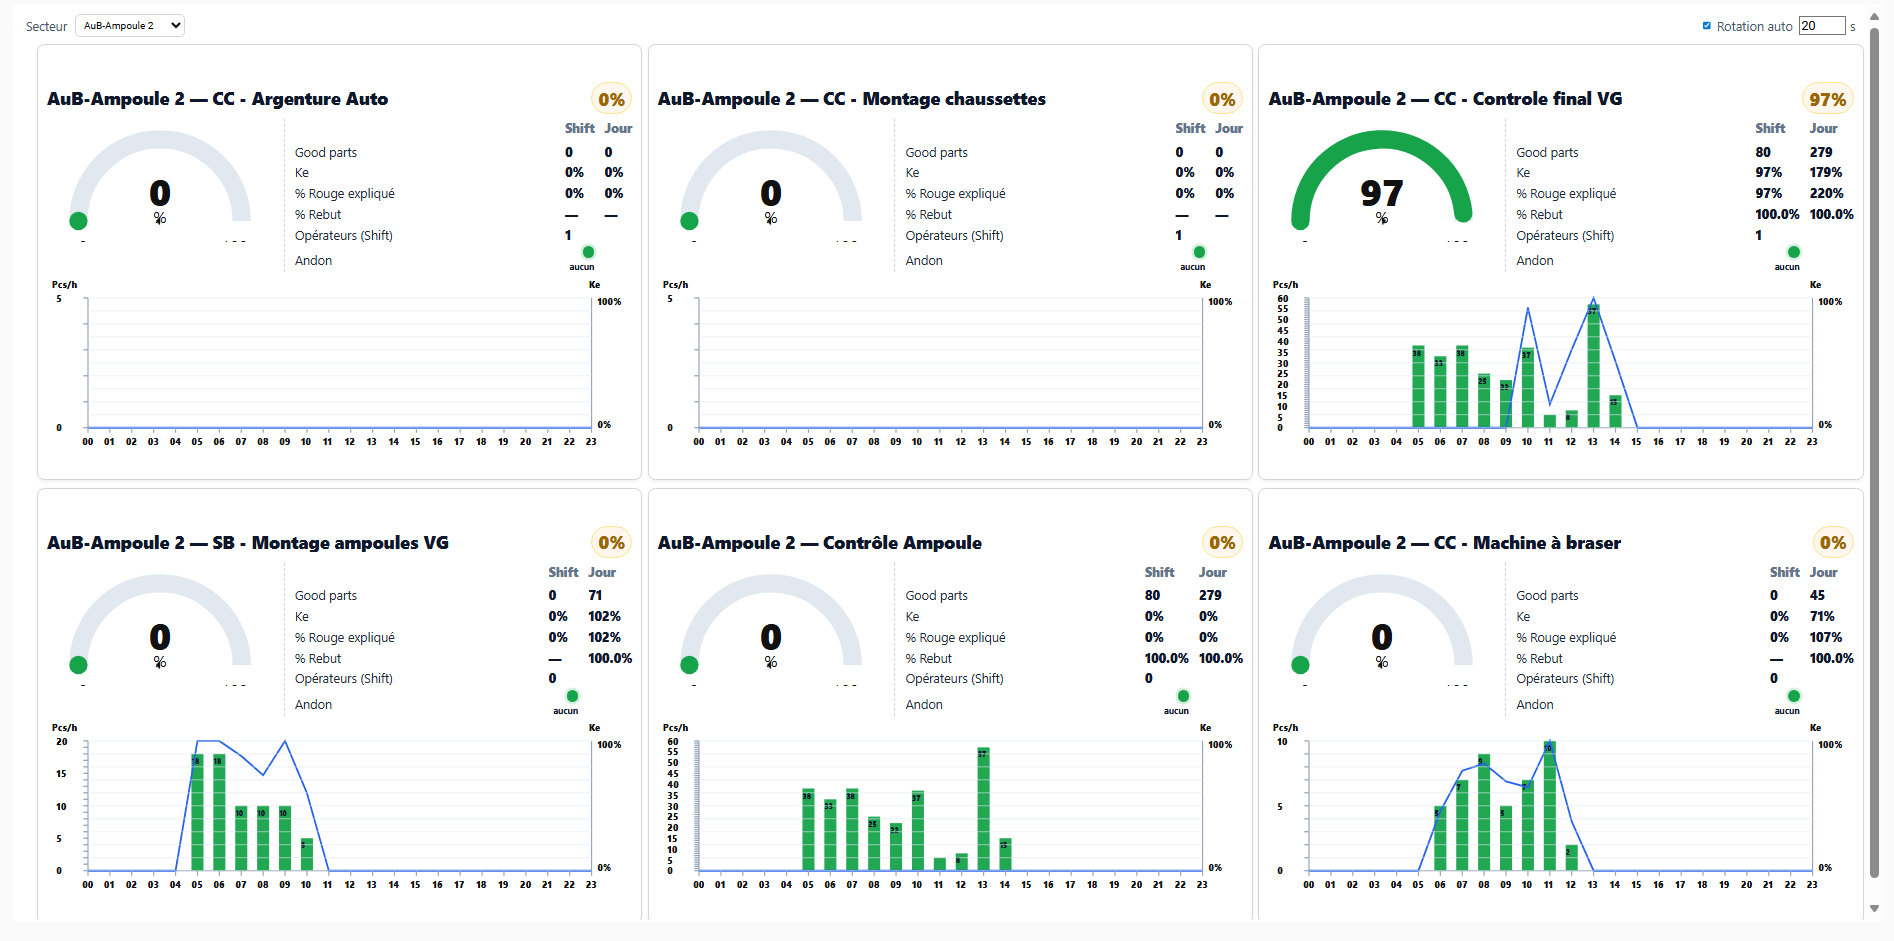 Secteur AuB-Ampoule 2 Rotation auto 20 s
AuB-Ampoule 2 — CC - Argenture Auto 0%
Shift Jour
Good parts 0 0
Ke 0% 0%
% Rouge expliqué 0% 0%
% Rebut — —
Opérateurs (Shift) 1
Andon aucun
0
%
Pcs/h Ke
5 100%
0 0%
00 01 02 03 04 05 06 07 08 09 10 11 12 13 14 15 16 17 18 19 20 21 22 23
AuB-Ampoule 2 — CC - Montage chaussettes 0%
Shift Jour
Good parts 0 0
Ke 0% 0%
% Rouge expliqué 0% 0%
% Rebut — —
Opérateurs (Shift) 1
Andon aucun
0
%
Pcs/h Ke
5 100%
0 0%
00 01 02 03 04 05 06 07 08 09 10 11 12 13 14 15 16 17 18 19 20 21 22 23
AuB-Ampoule 2 — CC - Controle final VG 97%
Shift Jour
Good parts 80 279
Ke 97% 179%
% Rouge expliqué 97% 220%
% Rebut 100.0% 100.0%
Opérateurs (Shift) 1
Andon aucun
97
%
Pcs/h Ke
60 100%
55
50
45
40
35
30
25
20
15
10
5
0 0%
38 33 38 25 22 37 8 57 15
00 01 02 03 04 05 06 07 08 09 10 11 12 13 14 15 16 17 18 19 20 21 22 23
AuB-Ampoule 2 — SB - Montage ampoules VG 0%
Shift Jour
Good parts 0 71
Ke 0% 102%
% Rouge expliqué 0% 102%
% Rebut — 100.0%
Opérateurs (Shift) 0
Andon aucun
0
%
Pcs/h Ke
20 100%
15
10
5
0 0%
18 18 10 10 10 5
00 01 02 03 04 05 06 07 08 09 10 11 12 13 14 15 16 17 18 19 20 21 22 23
AuB-Ampoule 2 — Contrôle Ampoule 0%
Shift Jour
Good parts 80 279
Ke 0% 0%
% Rouge expliqué 0% 0%
% Rebut 100.0% 100.0%
Opérateurs (Shift) 0
Andon aucun
0
%
Pcs/h Ke
60 100%
55
50
45
40
35
30
25
20
15
10
5
0 0%
38 33 38 25 22 37 8 57 15
00 01 02 03 04 05 06 07 08 09 10 11 12 13 14 15 16 17 18 19 20 21 22 23
AuB-Ampoule 2 — CC - Machine à braser 0%
Shift Jour
Good parts 0 45
Ke 0% 71%
% Rouge expliqué 0% 107%
% Rebut — 100.0%
Opérateurs (Shift) 0
Andon aucun
0
%
Pcs/h Ke
10 100%
5
0 0%
5 7 9 5 7 10 2
00 01 02 03 04 05 06 07 08 09 10 11 12 13 14 15 16 17 18 19 20 21 22 23